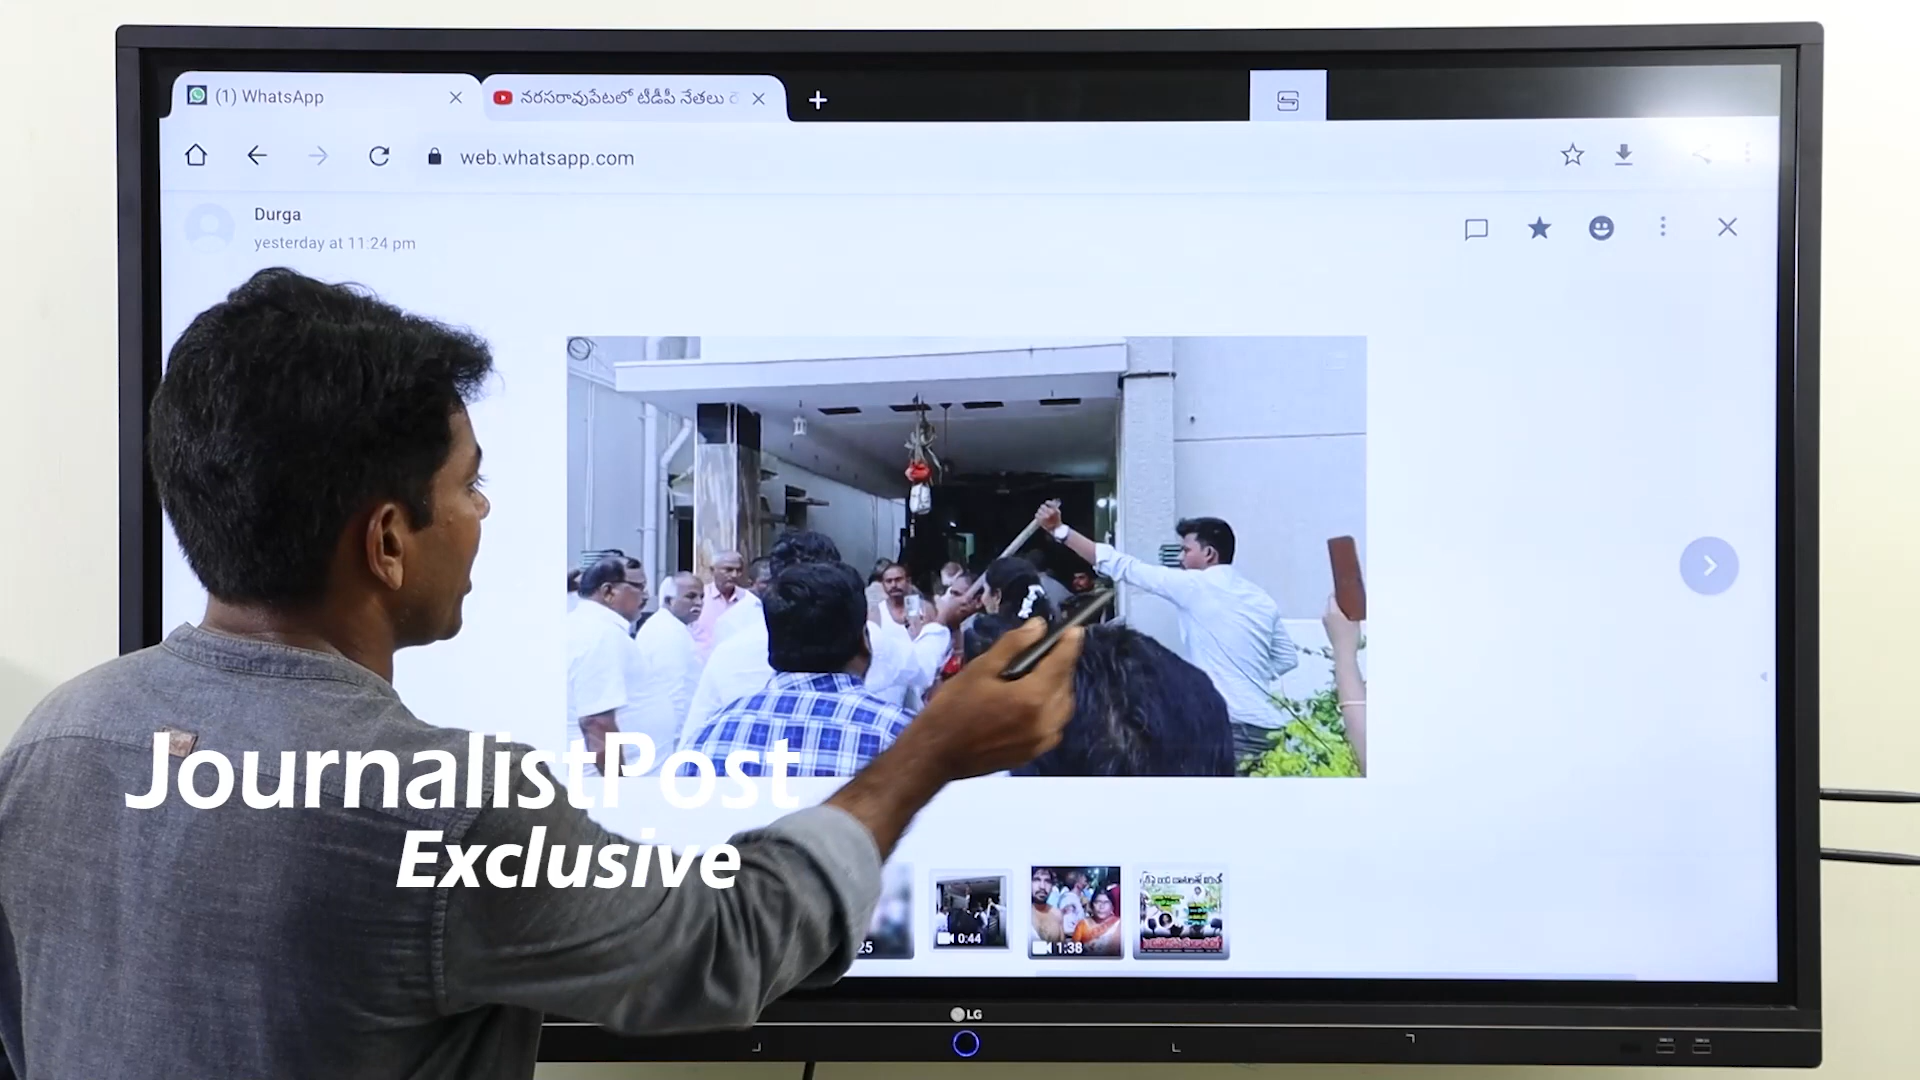 (1) WhatsApp
నరసరావుపేటలో టీడీపీ నేతలు
web.whatsapp.com
Durga
yesterday at 11:24 pm
JournalistPost
Exclusive
25
0:44
1:38
LG